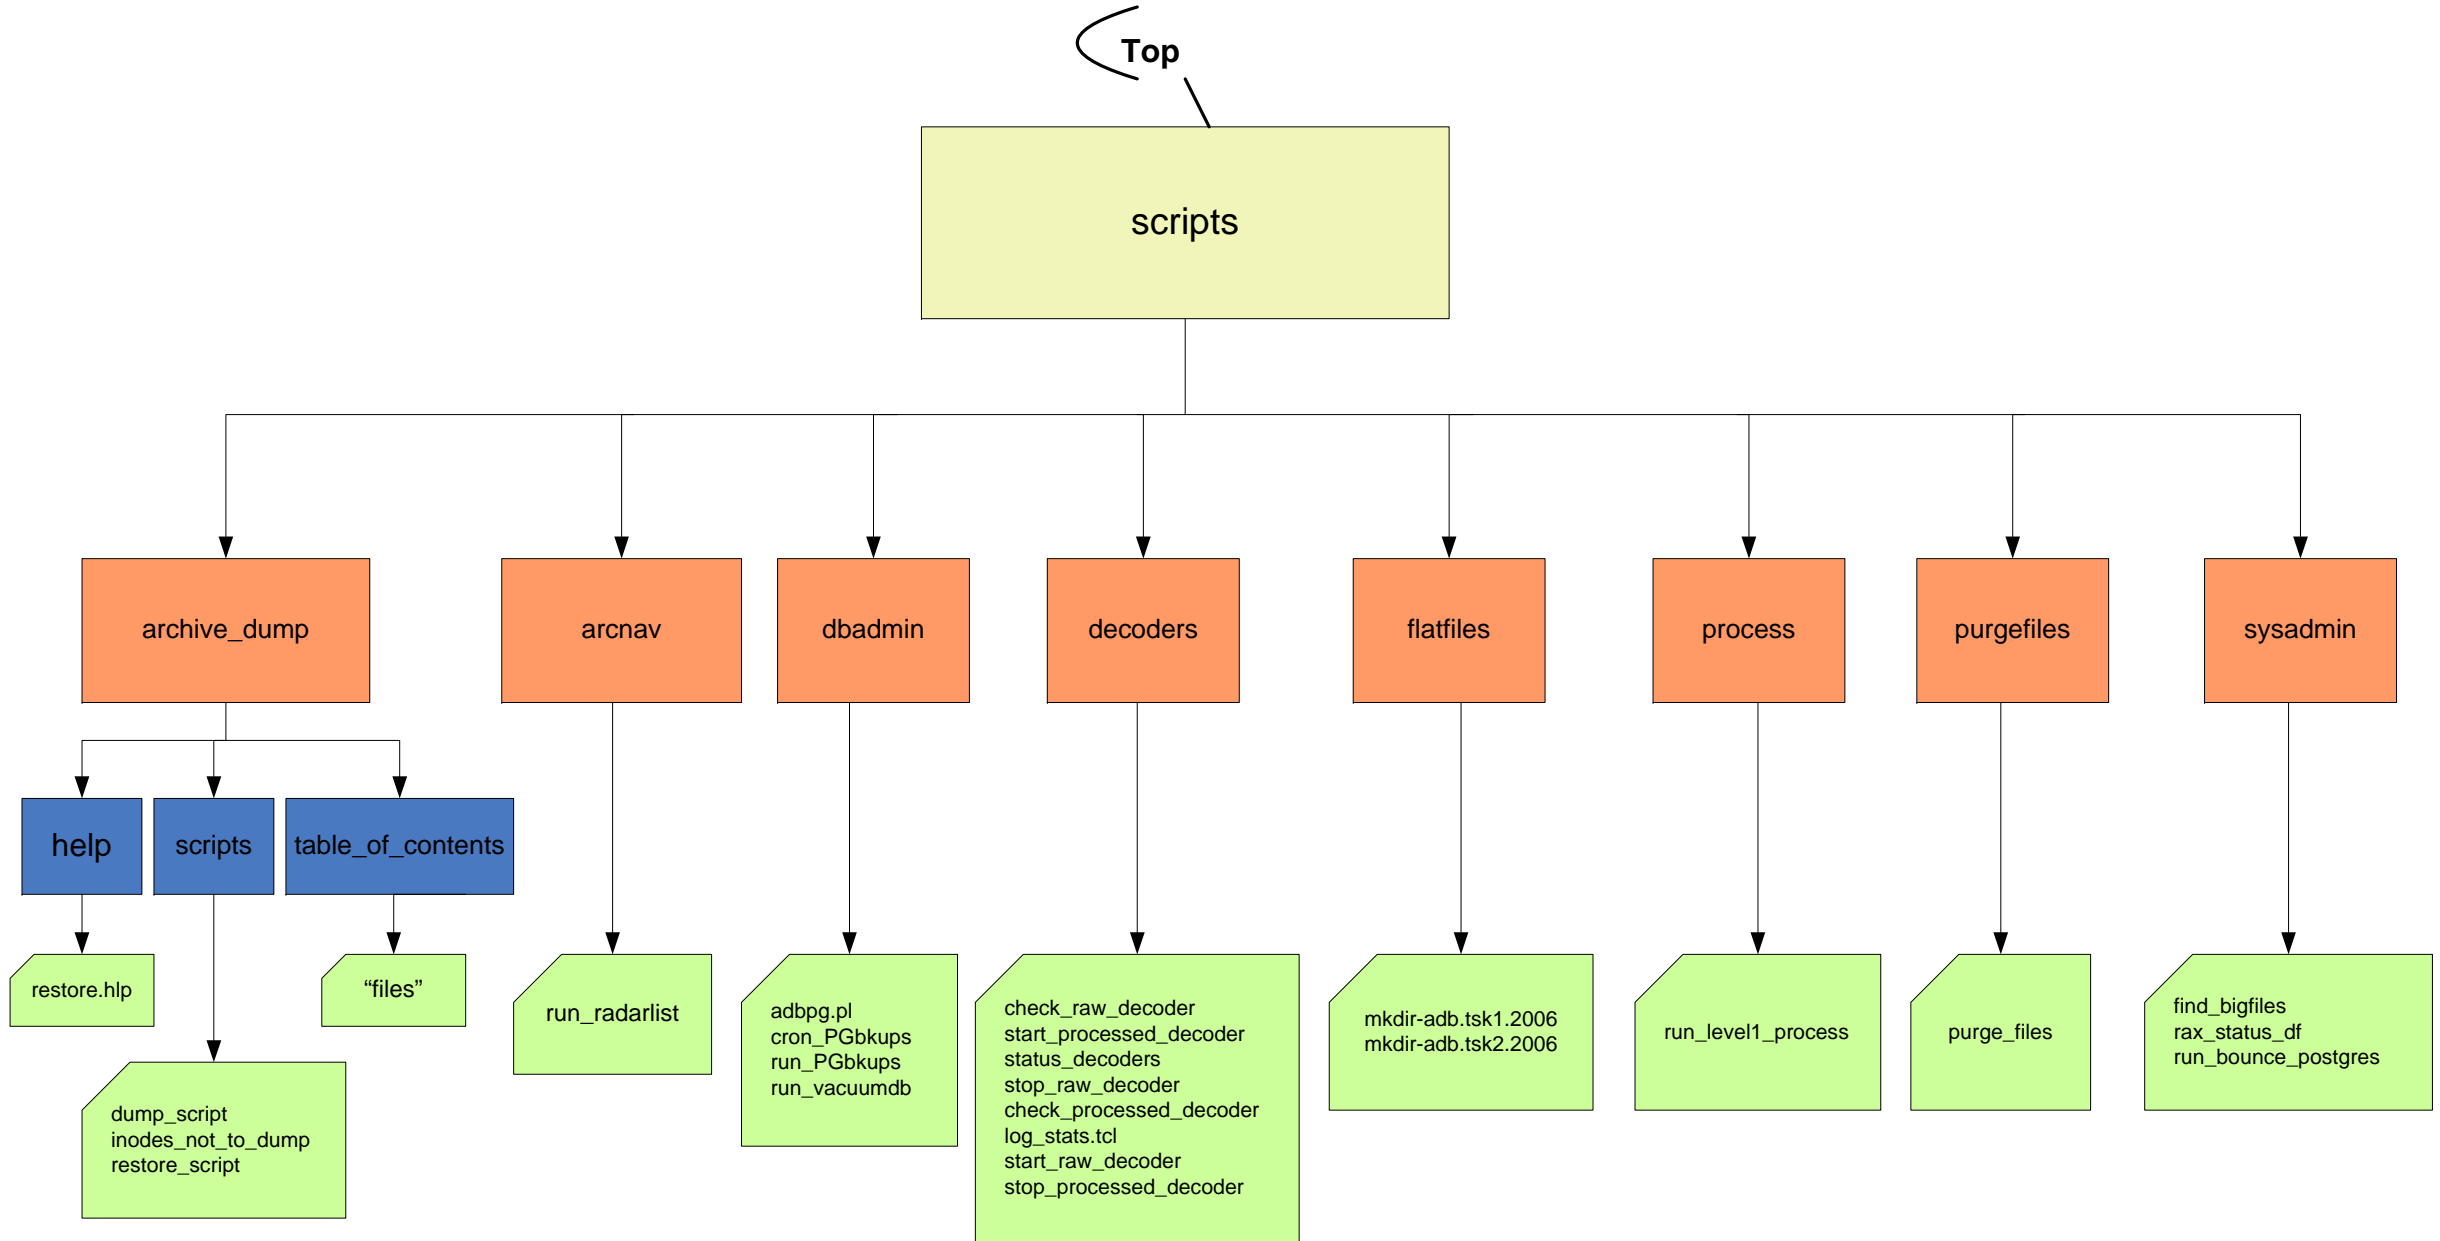 Top
scripts
archive_dump
arcnav
dbadmin
decoders
flatfiles
process
purgefiles
sysadmin
help
scripts
table_of_contents
restore.hlp
“files”
run_radarlist
adbpg.pl
cron_PGbkups
run_PGbkups
run_vacuumdb
check_raw_decoder
start_processed_decoder
status_decoders
stop_raw_decoder
check_processed_decoder
log_stats.tcl
start_raw_decoder
stop_processed_decoder
mkdir-adb.tsk1.2006
mkdir-adb.tsk2.2006
run_level1_process
purge_files
find_bigfiles
rax_status_df
run_bounce_postgres
dump_script
inodes_not_to_dump
restore_script